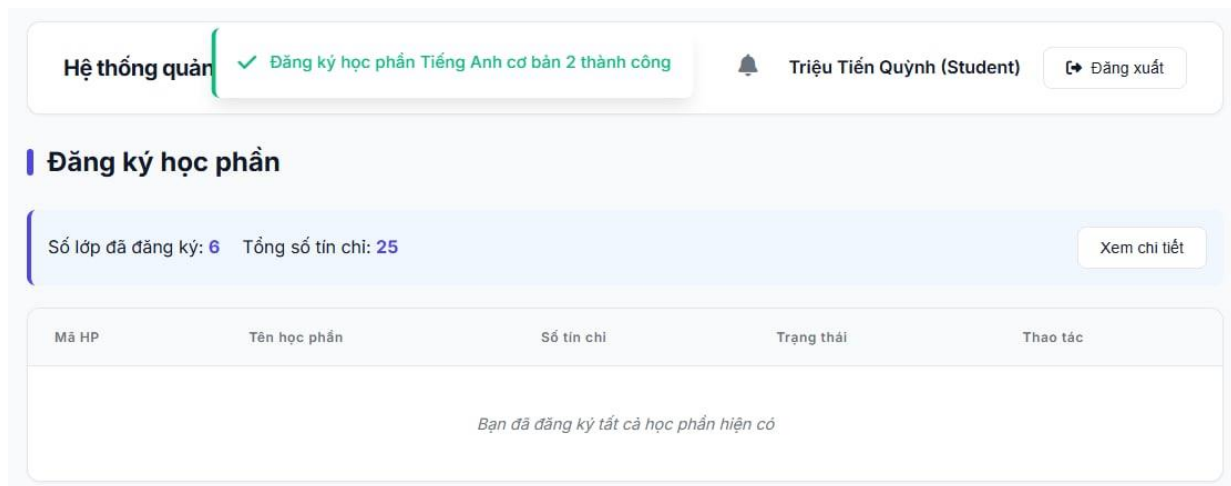 Hệ thống quản
Đăng ký học phần Tiếng Anh cơ bản 2 thành công
Triệu Tiến Quỳnh (Student)
Đăng xuất
Đăng ký học phần
Số lớp đã đăng ký: 6 Tổng số tín chỉ: 25
Xem chi tiết
Mã HP Tên học phần Số tín chỉ Trạng thái Thao tác
Bạn đã đăng ký tất cả học phần hiện có